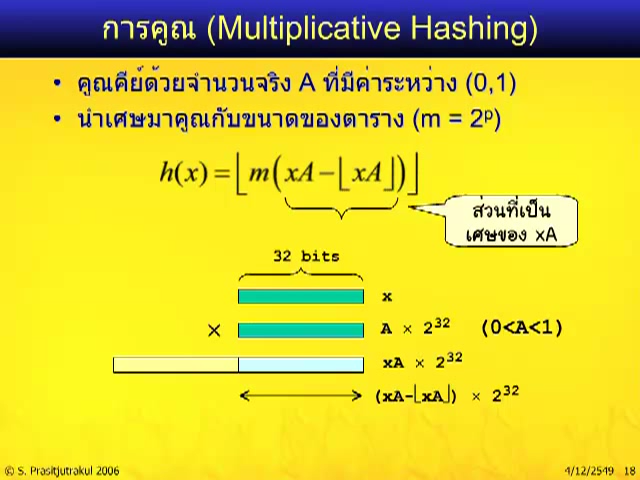 การคูณ (Multiplicative Hashing)
• คูณคีย์ด้วยจำนวนจริง A ที่มีค่าระหว่าง (0,1)
• นำเศษมาคูณกับขนาดของตาราง (m = 2ᵖ)
h(x) = ⌊m(xA−⌊xA⌋)⌋
ส่วนที่เป็น
เศษของ xA
32 bits
x
× A × 2³² (0<A<1)
xA × 2³²
(xA-⌊xA⌋) × 2³²
© S. Prasitjutrakul 2006 4/12/2549 18